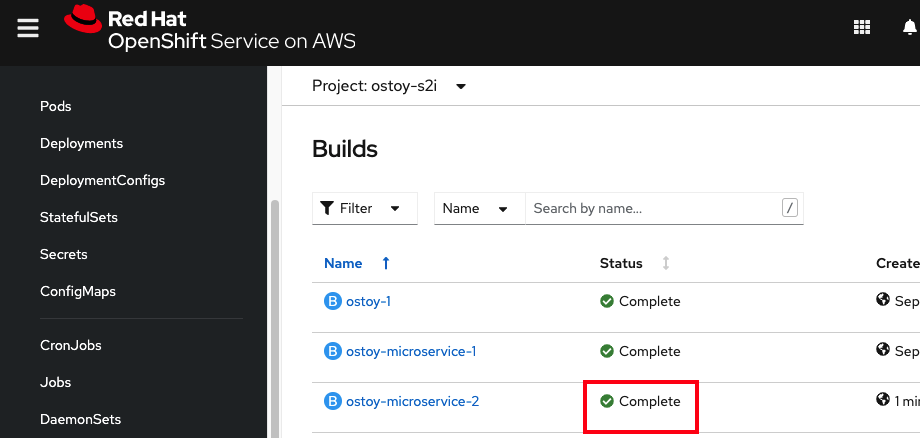 Red Hat
OpenShift Service on AWS
Pods
Deployments
DeploymentConfigs
StatefulSets
Secrets
ConfigMaps
CronJobs
Jobs
DaemonSets
Project: ostoy-s2i
Builds
Filter
Name
Search by name...
/
Name Status Create
B ostoy-1 Complete Sep
B ostoy-microservice-1 Complete Sep
B ostoy-microservice-2 Complete 1 min